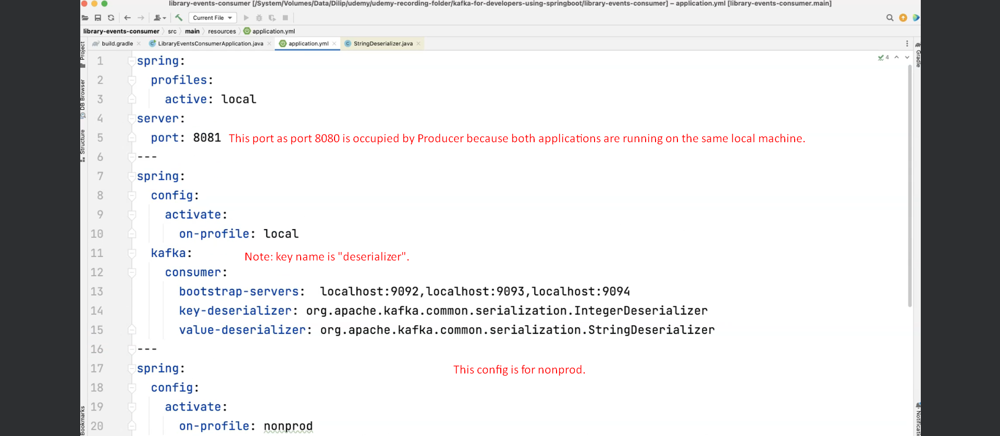 library-events-consumer [/System/Volumes/Data/Dilip/udemy/udemy-recording-folder/kafka-for-developers-using-springboot/library-events-consumer] – application.yml [library-events-consumer.main]
Current File
library-events-consumer src main resources application.yml
build.gradle LibraryEventsConsumerApplication.java application.yml StringDeserializer.java
Project
DB Browser
Structure
Bookmarks
Gradle
4
1 spring:
2 profiles:
3 active: local
4 server:
5 port: 8081 This port as port 8080 is occupied by Producer because both applications are running on the same local machine.
6 ---
7 spring:
8 config:
9 activate:
10 on-profile: local
11 kafka:
Note: key name is "deserializer".
12 consumer:
13 bootstrap-servers:  localhost:9092,localhost:9093,localhost:9094
14 key-deserializer: org.apache.kafka.common.serialization.IntegerDeserializer
15 value-deserializer: org.apache.kafka.common.serialization.StringDeserializer
16 ---
17 spring: This config is for nonprod.
18 config:
19 activate:
20 on-profile: nonprod